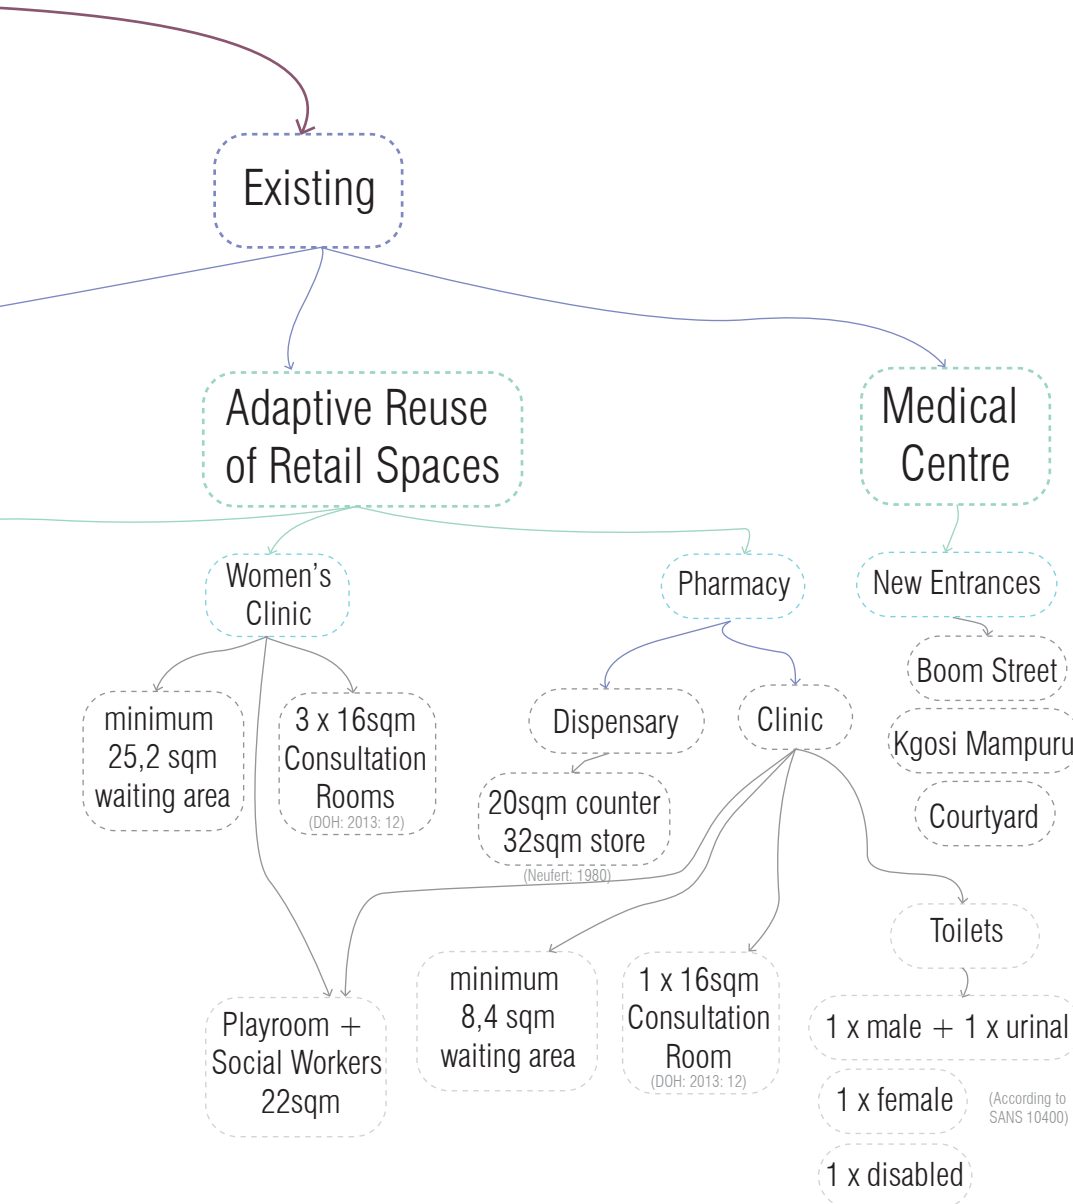 Existing
Adaptive Reuse
of Retail Spaces
Medical
Centre
Women's
Clinic
Pharmacy
New Entrances
Boom Street
Kgosi Mampuru
Courtyard
minimum
25,2 sqm
waiting area
3 x 16sqm
Consultation
Rooms
(DOH: 2013: 12)
Dispensary
Clinic
20sqm counter
32sqm store
(Neufert: 1980)
Toilets
Playroom +
Social Workers
22sqm
minimum
8,4 sqm
waiting area
1 x 16sqm
Consultation
Room
(DOH: 2013: 12)
1 x male + 1 x urinal
1 x female
(According to
SANS 10400)
1 x disabled